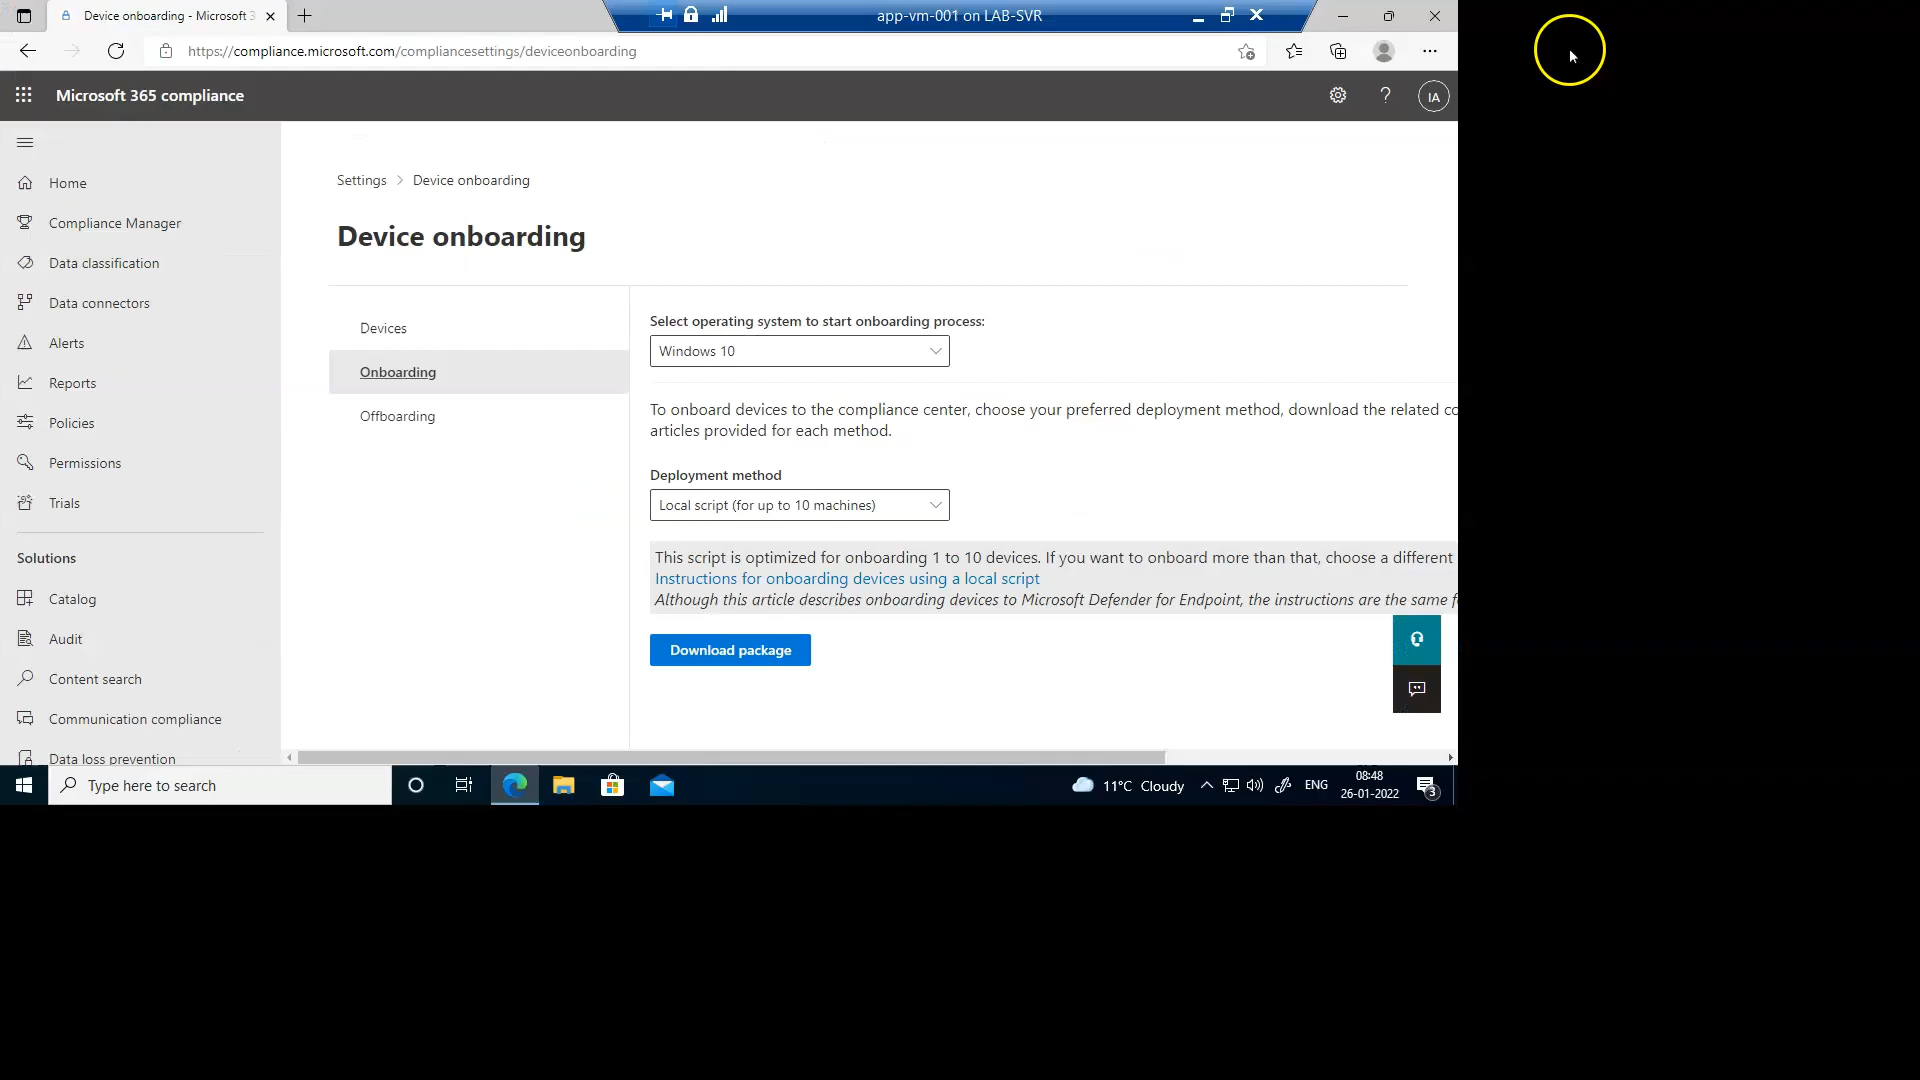 Device onboarding - Microsoft 3
app-vm-001 on LAB-SVR
https://compliance.microsoft.com/compliancesettings/deviceonboarding
Microsoft 365 compliance
?
IA
Home
Compliance Manager
Data classification
Data connectors
Alerts
Reports
Policies
Permissions
Trials
Solutions
Catalog
Audit
Content search
Communication compliance
Data loss prevention
Settings > Device onboarding
Device onboarding
Devices
Onboarding
Offboarding
Select operating system to start onboarding process:
Windows 10
To onboard devices to the compliance center, choose your preferred deployment method, download the related co
articles provided for each method.
Deployment method
Local script (for up to 10 machines)
This script is optimized for onboarding 1 to 10 devices. If you want to onboard more than that, choose a different
Instructions for onboarding devices using a local script
Although this article describes onboarding devices to Microsoft Defender for Endpoint, the instructions are the same f
Download package
Type here to search
11°C Cloudy
ENG
08:48
26-01-2022
3